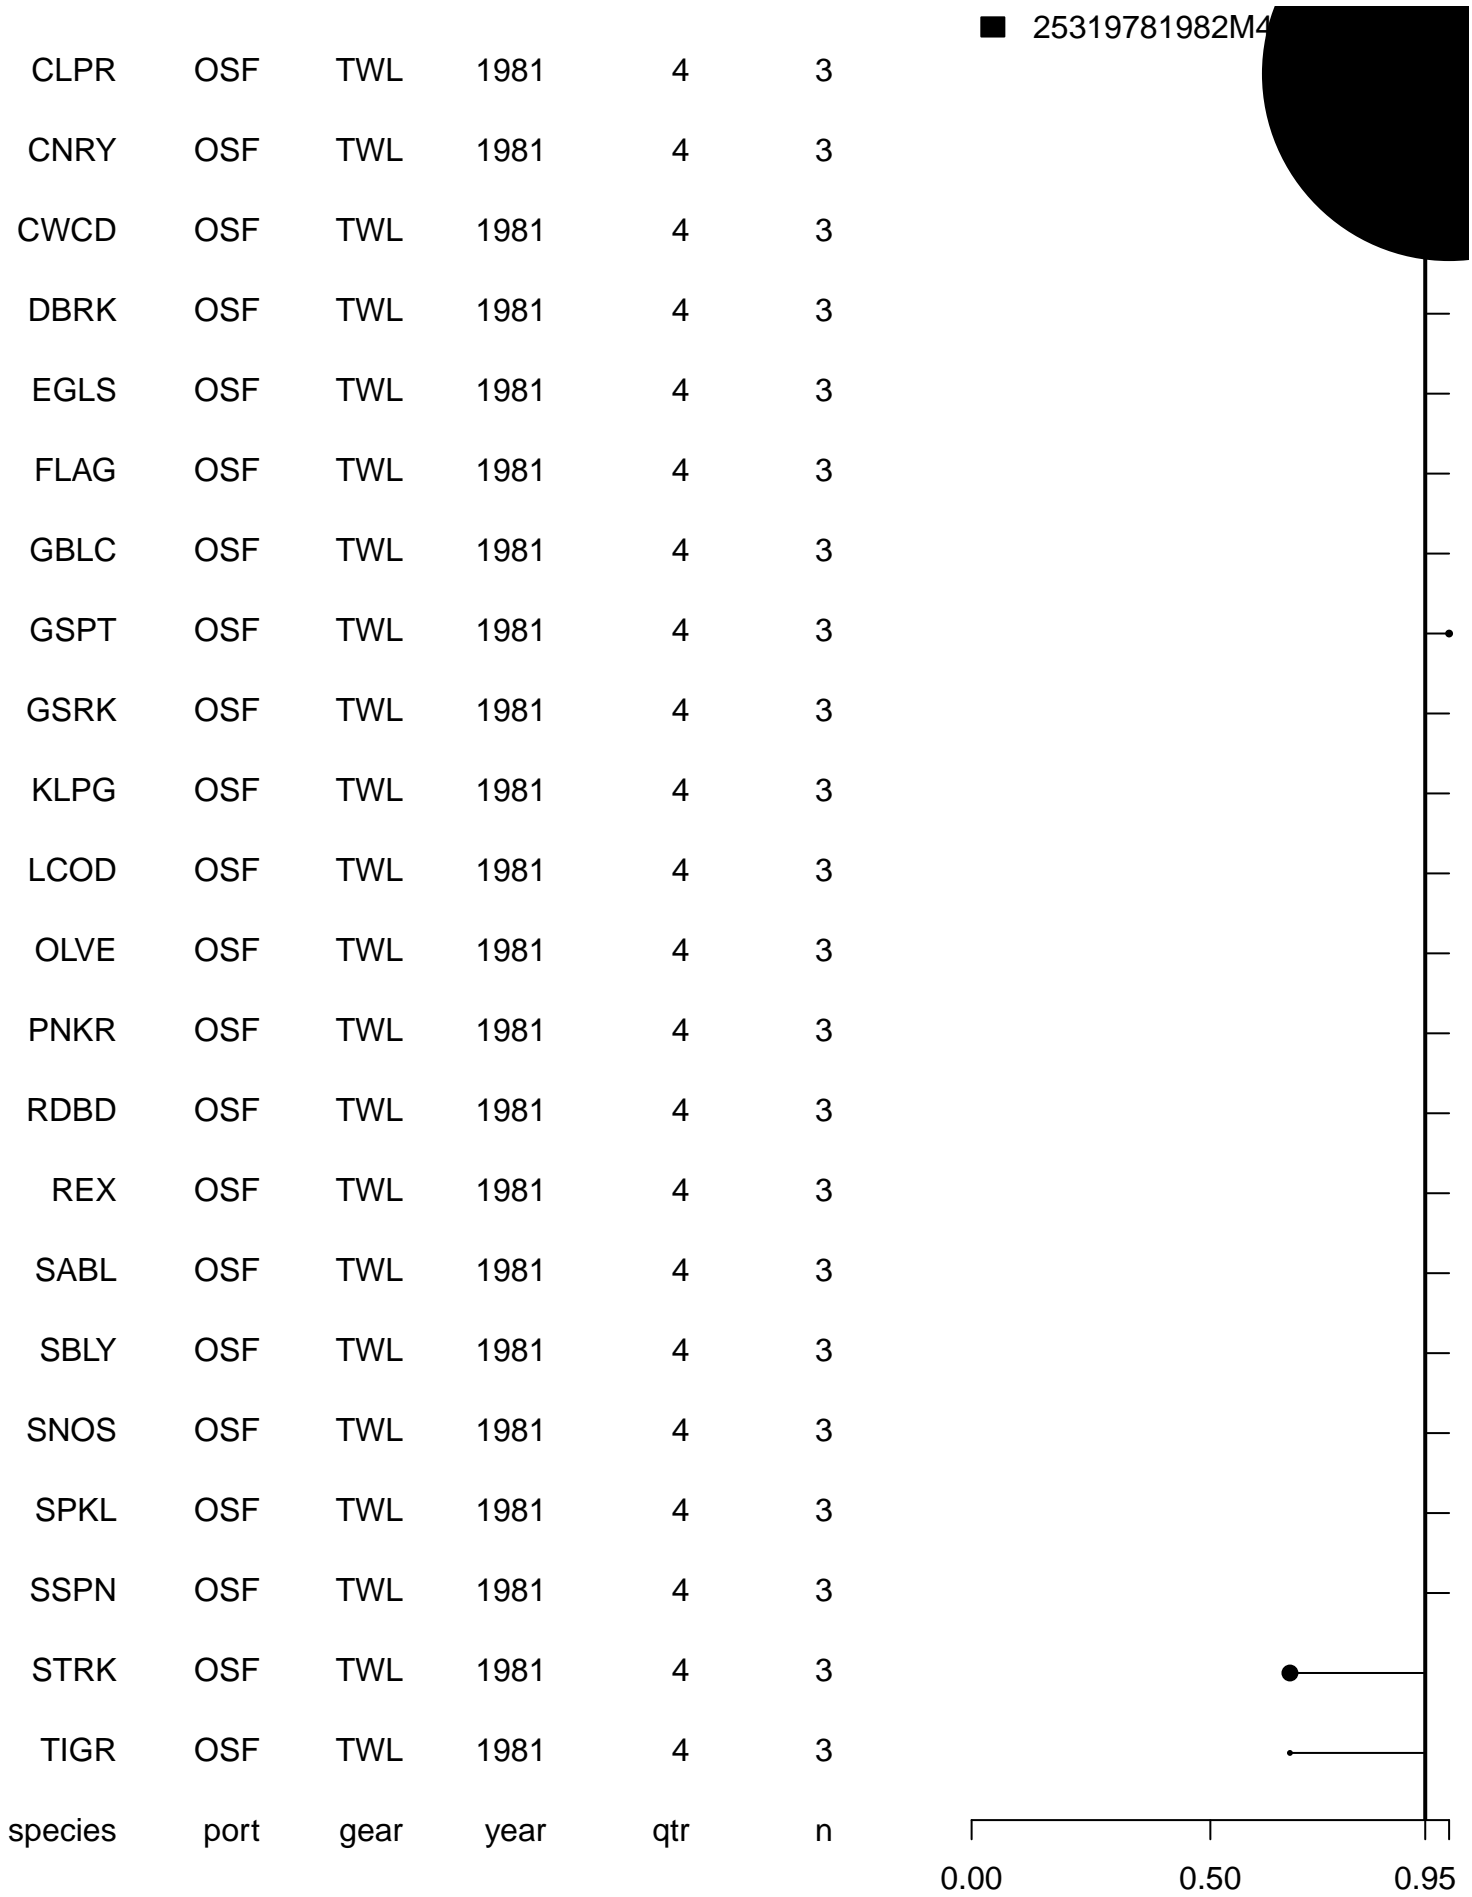 25319781982M4
CLPR OSF TWL 1981 4 3
CNRY OSF TWL 1981 4 3
CWCD OSF TWL 1981 4 3
DBRK OSF TWL 1981 4 3
EGLS OSF TWL 1981 4 3
FLAG OSF TWL 1981 4 3
GBLC OSF TWL 1981 4 3
GSPT OSF TWL 1981 4 3
GSRK OSF TWL 1981 4 3
KLPG OSF TWL 1981 4 3
LCOD OSF TWL 1981 4 3
OLVE OSF TWL 1981 4 3
PNKR OSF TWL 1981 4 3
RDBD OSF TWL 1981 4 3
REX OSF TWL 1981 4 3
SABL OSF TWL 1981 4 3
SBLY OSF TWL 1981 4 3
SNOS OSF TWL 1981 4 3
SPKL OSF TWL 1981 4 3
SSPN OSF TWL 1981 4 3
STRK OSF TWL 1981 4 3
TIGR OSF TWL 1981 4 3
species port gear year qtr n
0.00 0.50 0.95